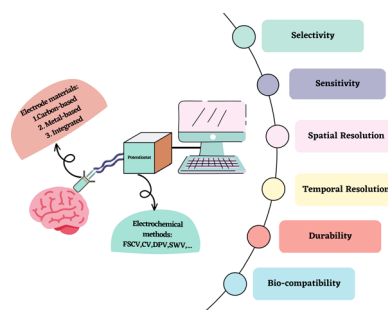 Electrode materials:
1.Carbon-based
2. Metal-based
3. Integrated
Potentiostat
Electrochemical
methods:
FSCV,CV,DPV,SWV,...
Selectivity
Sensitivity
Spatial Resolution
Temporal Resolution
Durability
Bio-compatibility